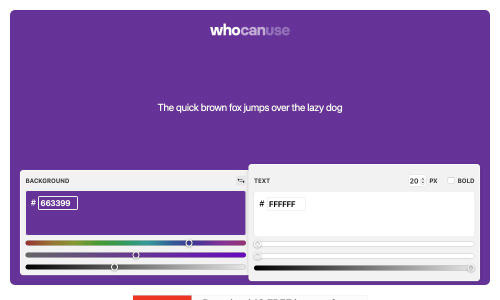 whocanuse
The quick brown fox jumps over the lazy dog
BACKGROUND
# 663399
TEXT
20 PX BOLD
# FFFFFF